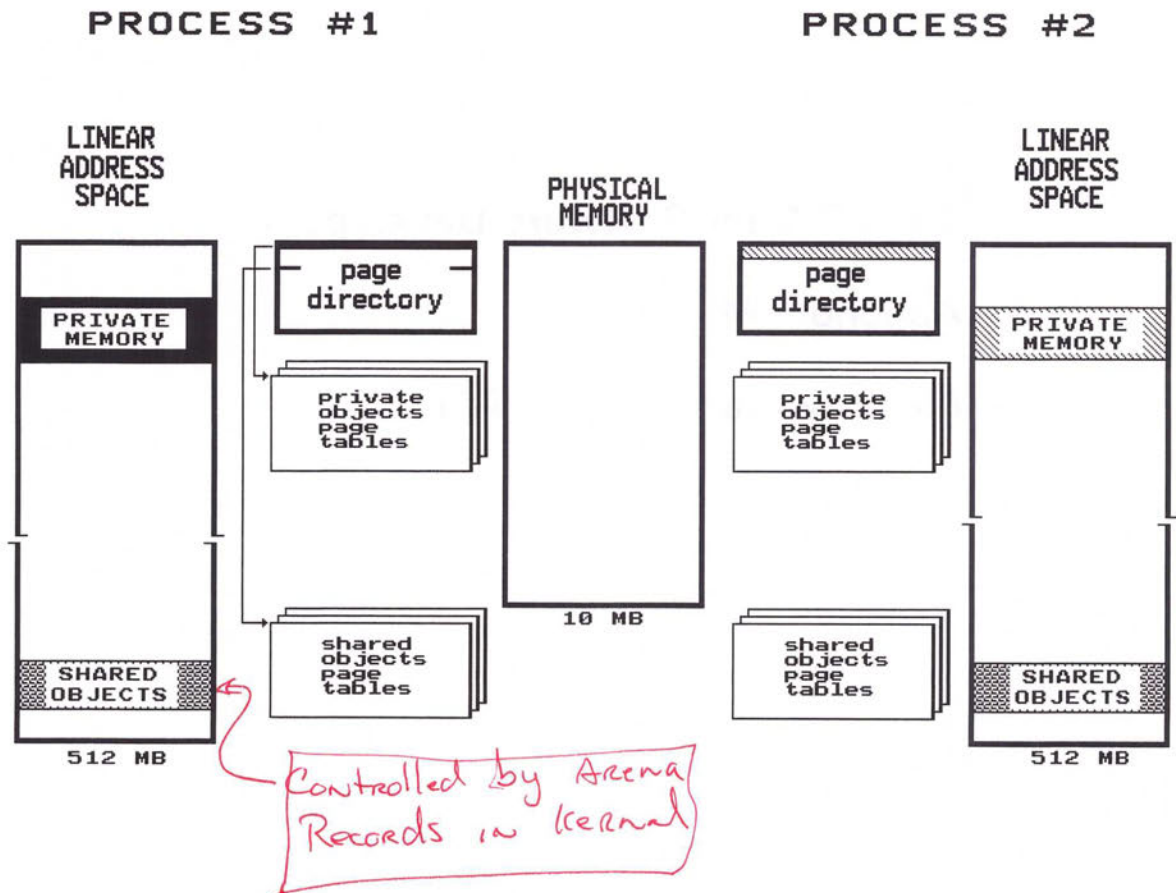 PROCESS #1
PROCESS #2
LINEAR
ADDRESS
SPACE
PHYSICAL
MEMORY
LINEAR
ADDRESS
SPACE
page
directory
page
directory
PRIVATE
MEMORY
PRIVATE
MEMORY
private
objects
page
tables
private
objects
page
tables
10 MB
shared
objects
page
tables
shared
objects
page
tables
SHARED
OBJECTS
SHARED
OBJECTS
512 MB
512 MB
Controlled by Arena
Records in Kernal